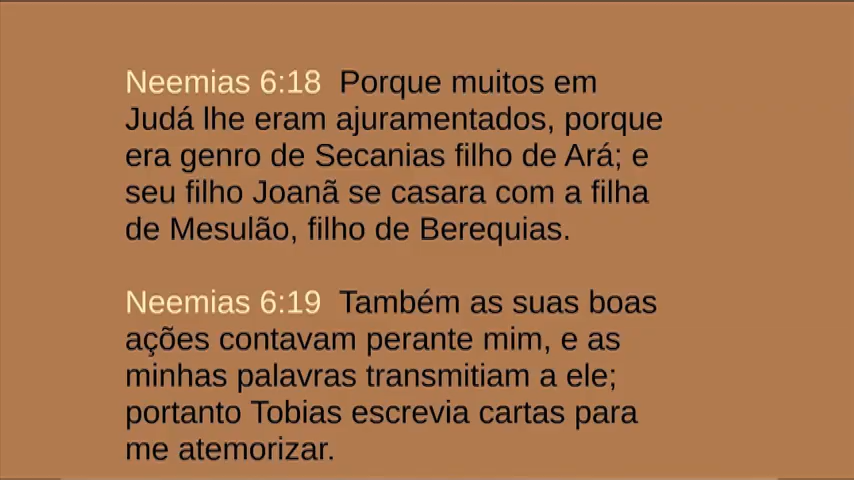 Neemias 6:18 Porque muitos em
Judá lhe eram ajuramentados, porque
era genro de Secanias filho de Ará; e
seu filho Joanã se casara com a filha
de Mesulão, filho de Berequias.
Neemias 6:19 Também as suas boas
ações contavam perante mim, e as
minhas palavras transmitiam a ele;
portanto Tobias escrevia cartas para
me atemorizar.